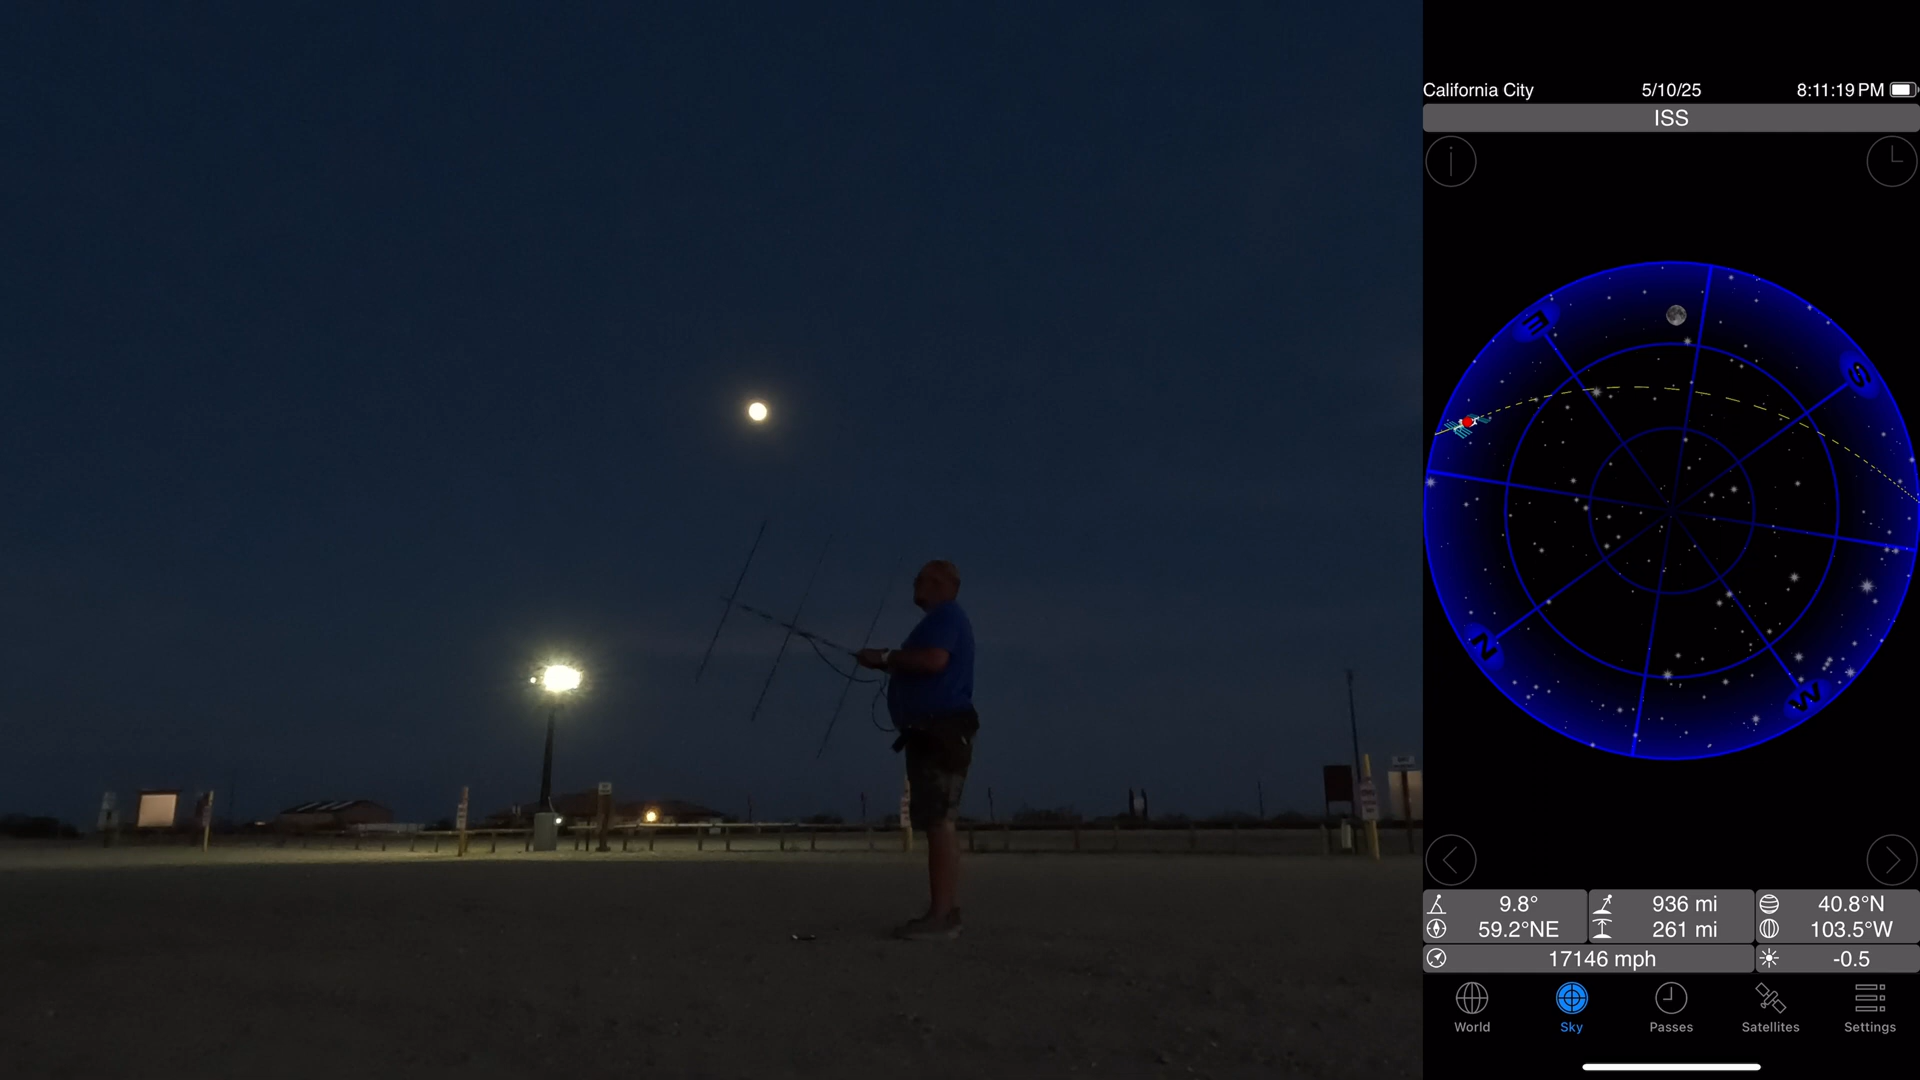 California City 5/10/25 8:11:19 PM
ISS
E
S
N
W
9.8° 936 mi 40.8°N
59.2°NE 261 mi 103.5°W
17146 mph -0.5
World Sky Passes Satellites Settings